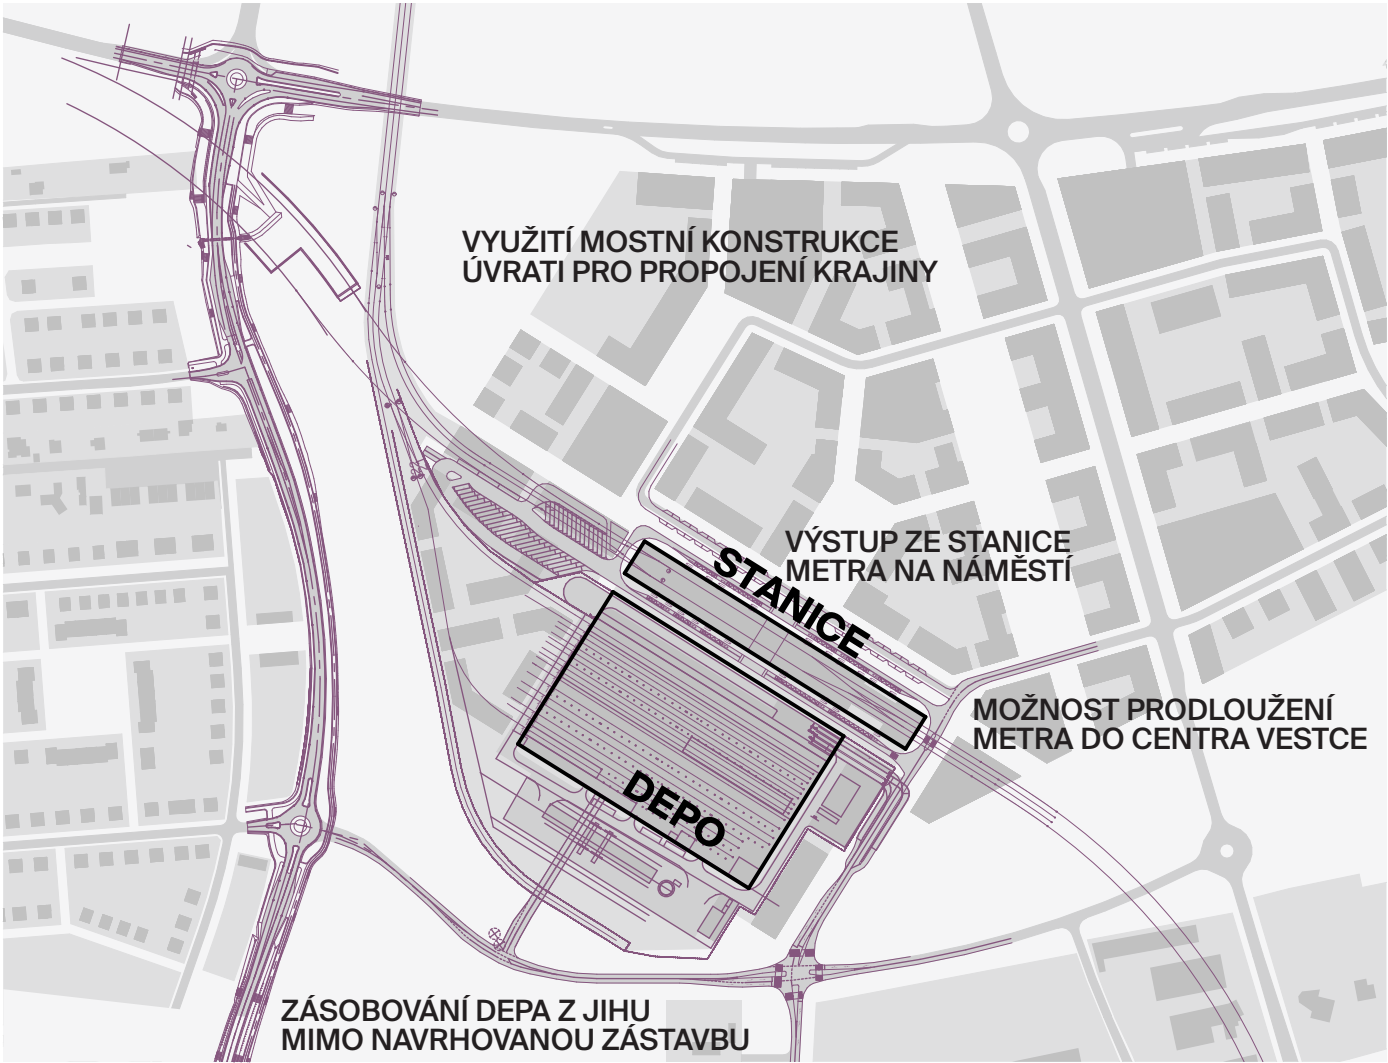 VYUŽITÍ MOSTNÍ KONSTRUKCE
ÚVRATI PRO PROPOJENÍ KRAJINY
VÝSTUP ZE STANICE
METRA NA NÁMĚSTÍ
STANICE
MOŽNOST PRODLOUŽENÍ
METRA DO CENTRA VESTCE
DEPO
ZÁSOBOVÁNÍ DEPA Z JIHU
MIMO NAVRHOVANOU ZÁSTAVBU